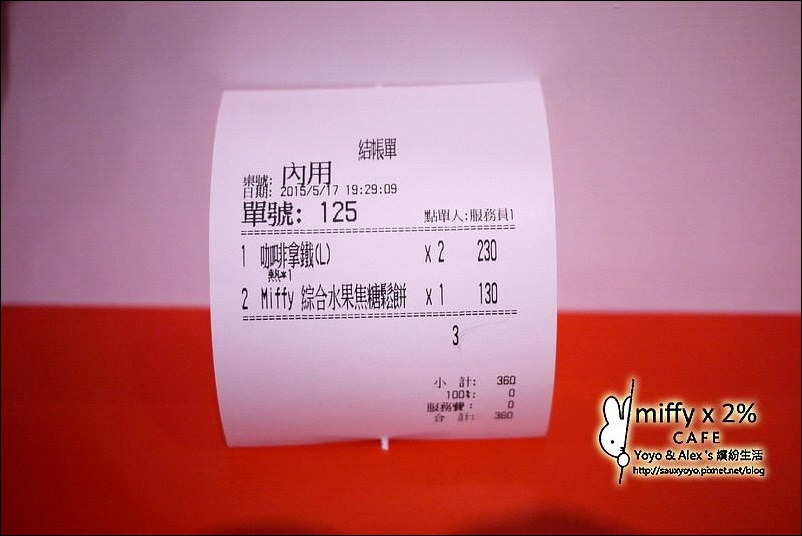 結帳單
桌號: 內用
日期: 2015/5/17 19:29:09
單號: 125 點單人:服務員1
1 咖啡拿鐵(L) x 2 230
熱*1
2 Miffy 綜合水果焦糖鬆餅 x 1 130
3
小 計: 360
100%: 0
服務費: 0
合 計: 360
miffy x 2%
CAFE
Yoyo & Alex's 繽紛生活
http://sauxyoyo.pixnet.net/blog